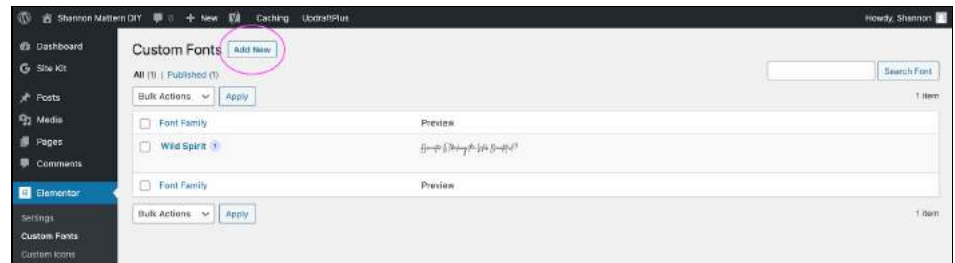 Shannon Mattern DIY 0 + New Caching UpdraftPlus Howdy, Shannon
Dashboard
Site Kit
Posts
Media
Pages
Comments
Elementor
Settings
Custom Fonts
Custom Icons
Custom Fonts Add New
All (1) | Published (1)
Search Font
Bulk Actions Apply 1 item
Font Family Preview
Wild Spirit 1
Font Family Preview
Bulk Actions Apply 1 item